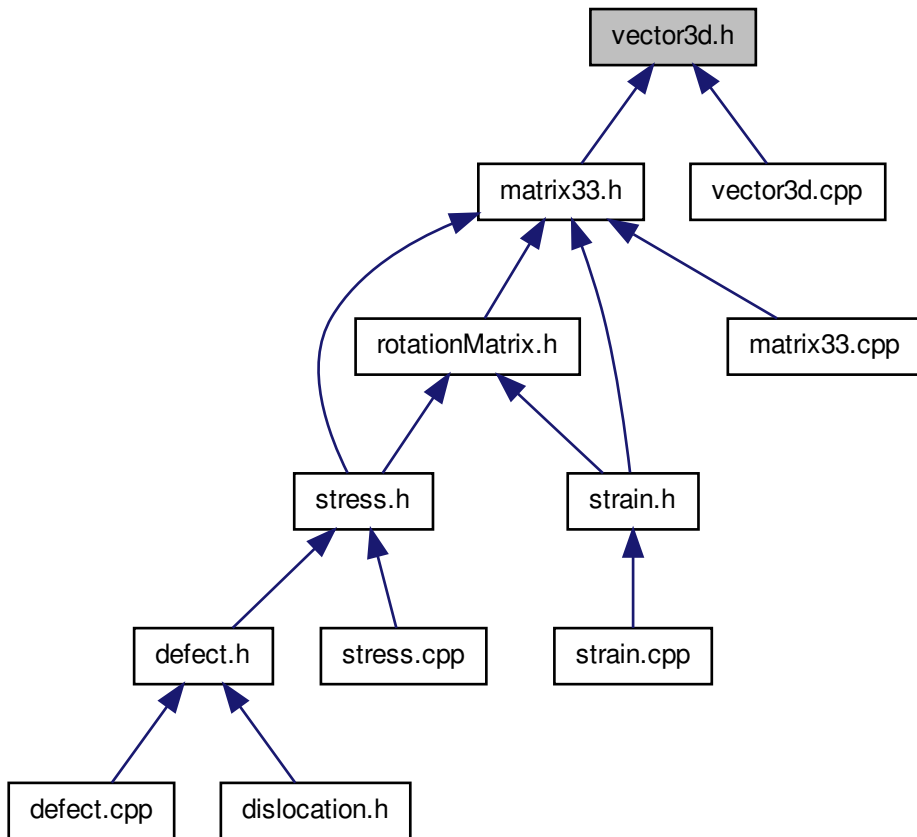 vector3d.h
matrix33.h
vector3d.cpp
rotationMatrix.h
matrix33.cpp
stress.h
strain.h
defect.h
stress.cpp
strain.cpp
defect.cpp
dislocation.h